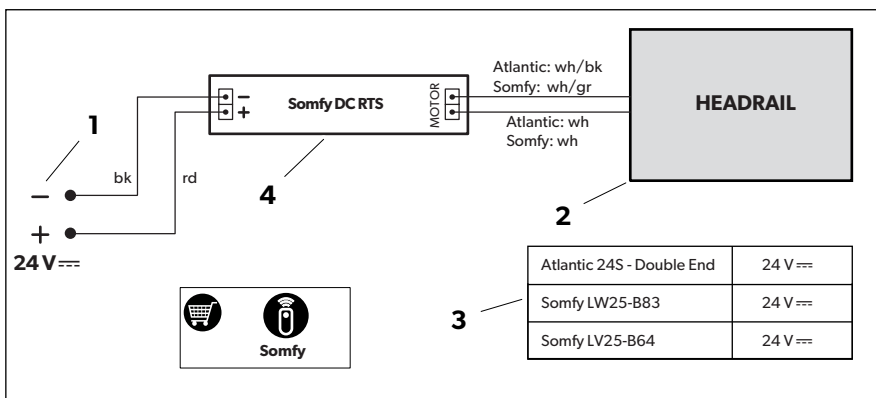 Atlantic: wh/bk
Somfy: wh/gr
HEADRAIL
Somfy DC RTS
−
+
MOTOR
Atlantic: wh
Somfy: wh
1
bk
rd
4
2
−
+
24 V⎓
Atlantic 24S - Double End 24 V⎓
Somfy LW25-B83 24 V⎓
Somfy LV25-B64 24 V⎓
3
Somfy